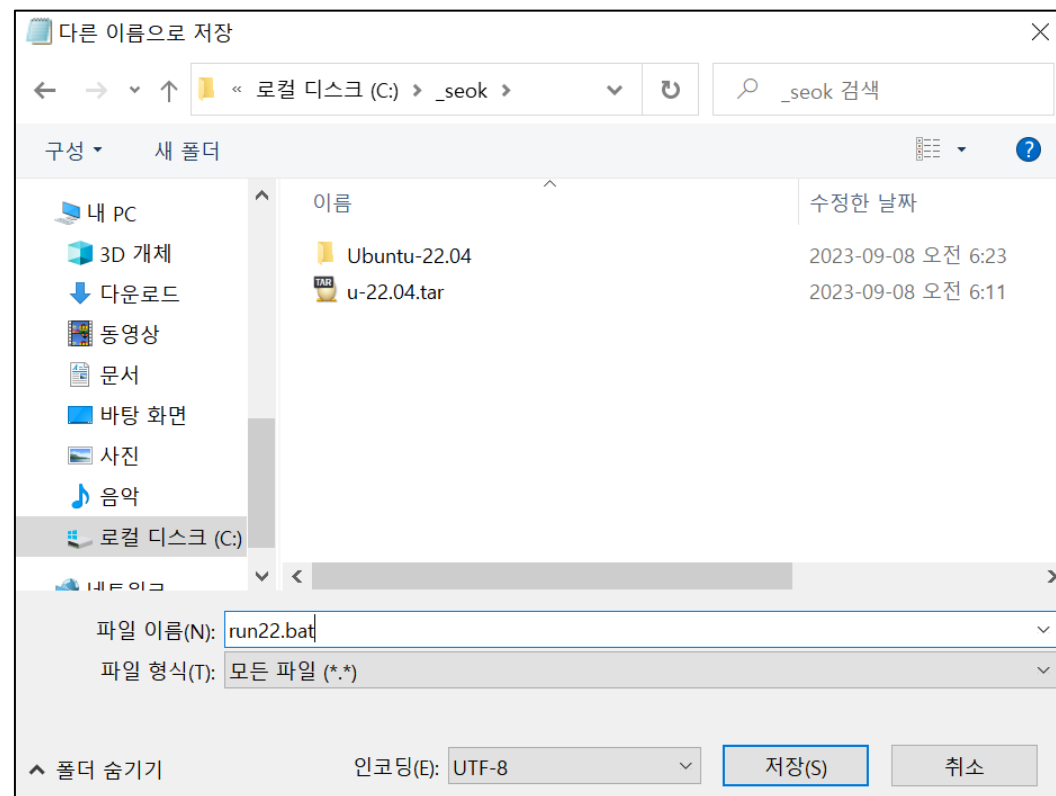 다른 이름으로 저장
« 로컬 디스크 (C:) > _seok >
_seok 검색
구성
새 폴더
내 PC
3D 개체
다운로드
동영상
문서
바탕 화면
사진
음악
로컬 디스크 (C:)
네트워크
이름
수정한 날짜
Ubuntu-22.04
2023-09-08 오전 6:23
TAR
u-22.04.tar
2023-09-08 오전 6:11
파일 이름(N): run22.bat
파일 형식(T): 모든 파일 (*.*)
폴더 숨기기
인코딩(E): UTF-8
저장(S)
취소